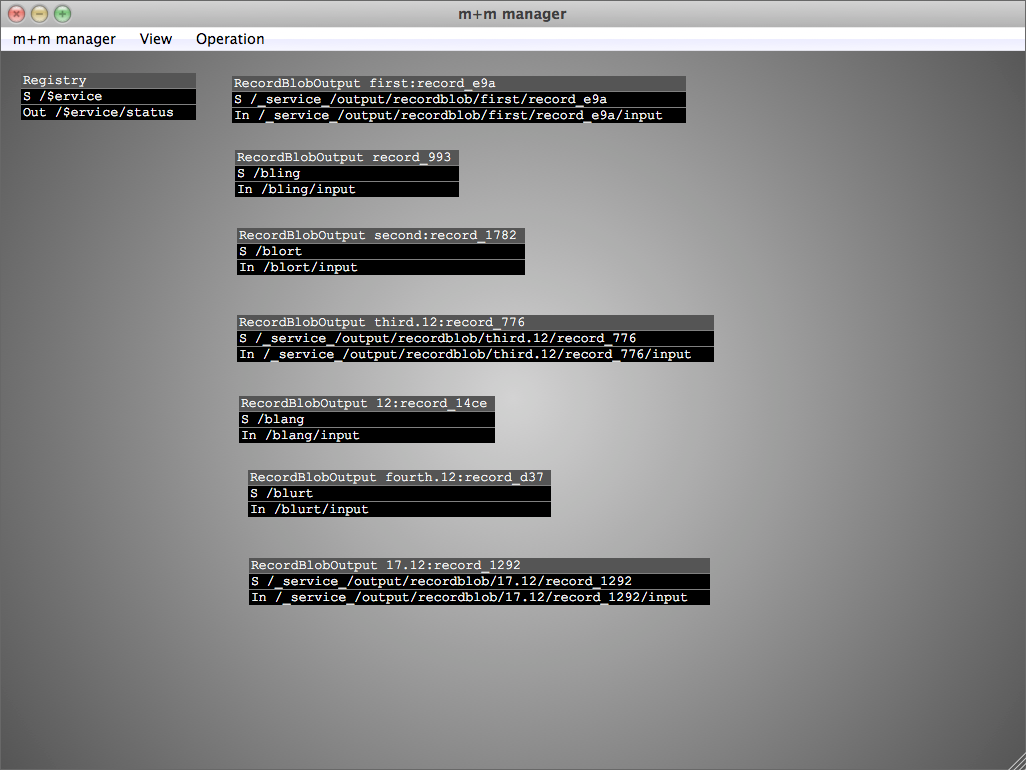 m+m manager
m+m manager View Operation
Registry
S /$ervice
Out /$ervice/status
RecordBlobOutput first:record_e9a
S /_service_/output/recordblob/first/record_e9a
In /_service_/output/recordblob/first/record_e9a/input
RecordBlobOutput record_993
S /bling
In /bling/input
RecordBlobOutput second:record_1782
S /blort
In /blort/input
RecordBlobOutput third.12:record_776
S /_service_/output/recordblob/third.12/record_776
In /_service_/output/recordblob/third.12/record_776/input
RecordBlobOutput 12:record_14ce
S /blang
In /blang/input
RecordBlobOutput fourth.12:record_d37
S /blurt
In /blurt/input
RecordBlobOutput 17.12:record_1292
S /_service_/output/recordblob/17.12/record_1292
In /_service_/output/recordblob/17.12/record_1292/input